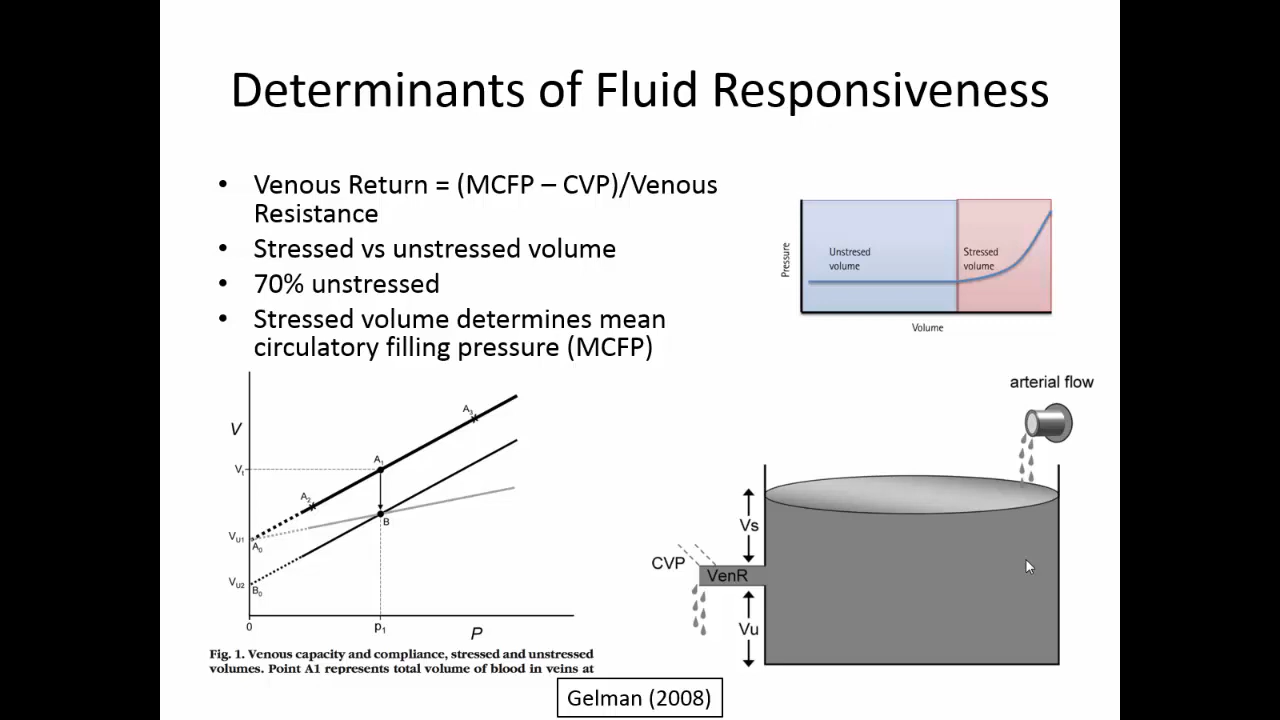 Determinants of Fluid Responsiveness
• Venous Return = (MCFP – CVP)/Venous
Resistance
• Stressed vs unstressed volume
• 70% unstressed
• Stressed volume determines mean
circulatory filling pressure (MCFP)
Pressure
Unstresed
volume
Stressed
volume
Volume
V
Vt
VU1
VU2
A3
A1
A2
A0
B
B0
0
p1
P
Fig. 1. Venous capacity and compliance, stressed and unstressed
volumes. Point A1 represents total volume of blood in veins at
arterial flow
Vs
CVP
VenR
Vu
Gelman (2008)